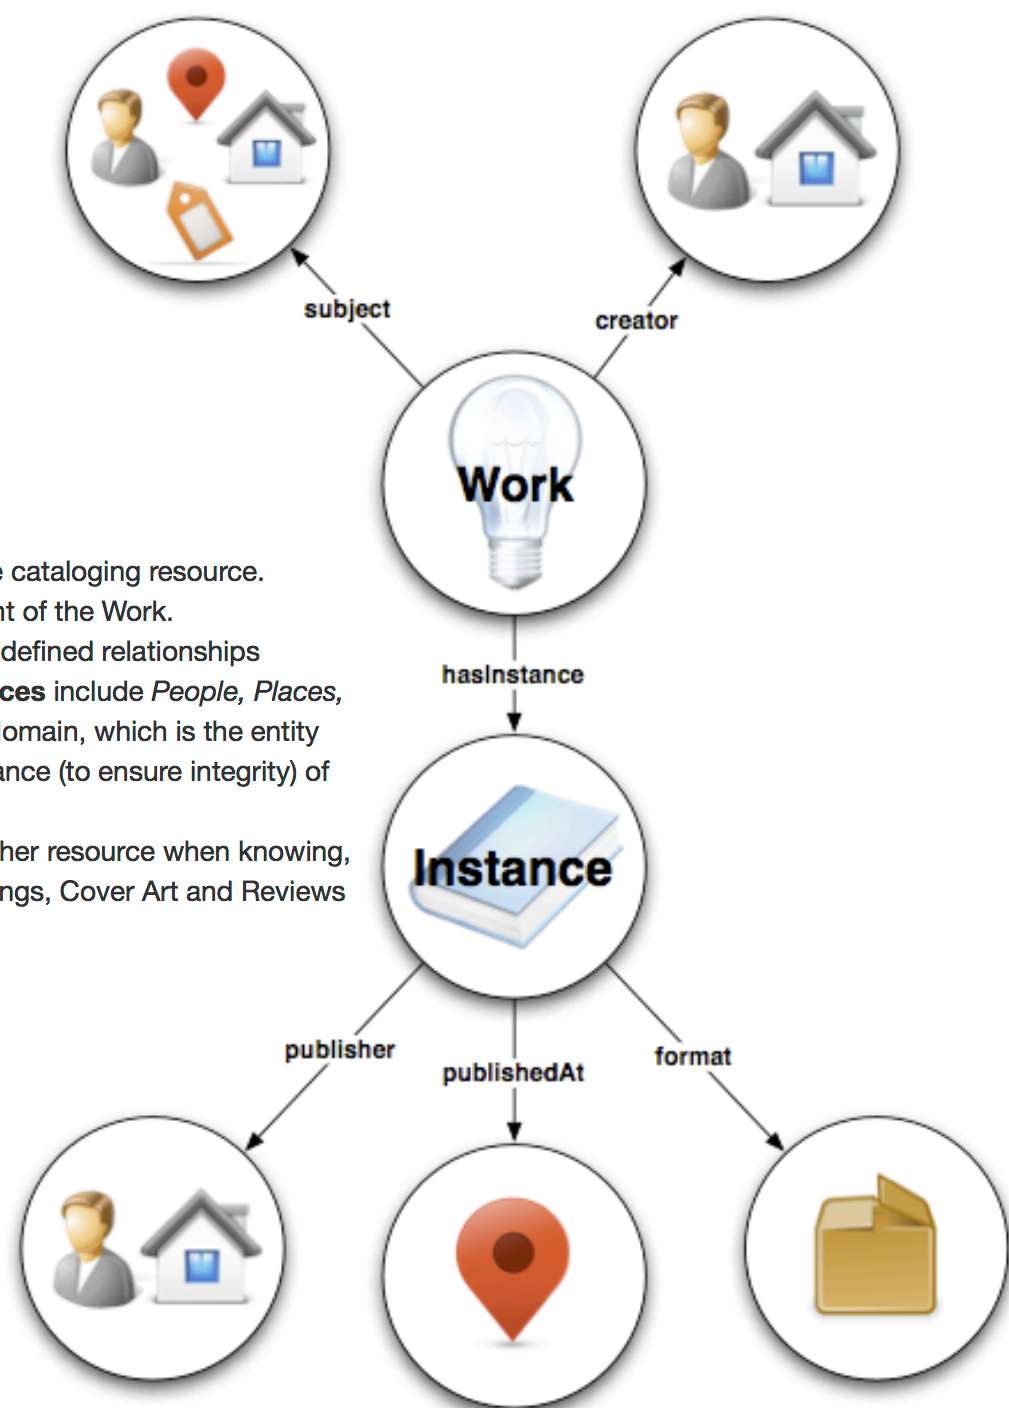 subject
creator
Work
e cataloging resource.
nt of the Work.
defined relationships
ces include People, Places,
domain, which is the entity
ance (to ensure integrity) of
hasInstance
her resource when knowing,
ngs, Cover Art and Reviews
Instance
publisher
publishedAt
format